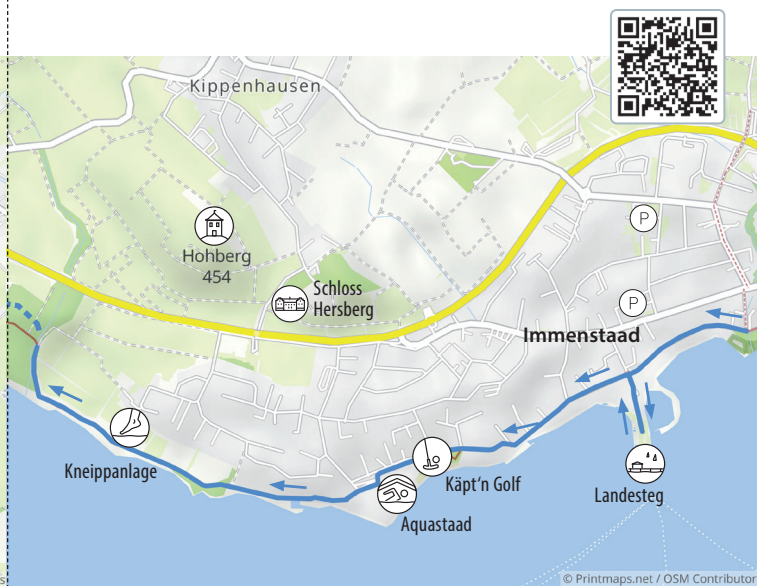 Kippenhausen
P
Hohberg
454
Schloss
Hersberg
P
Immenstaad
Kneippanlage
Käpt‘n Golf
Landesteg
Aquastaad
s
© Printmaps.net / OSM Contributor